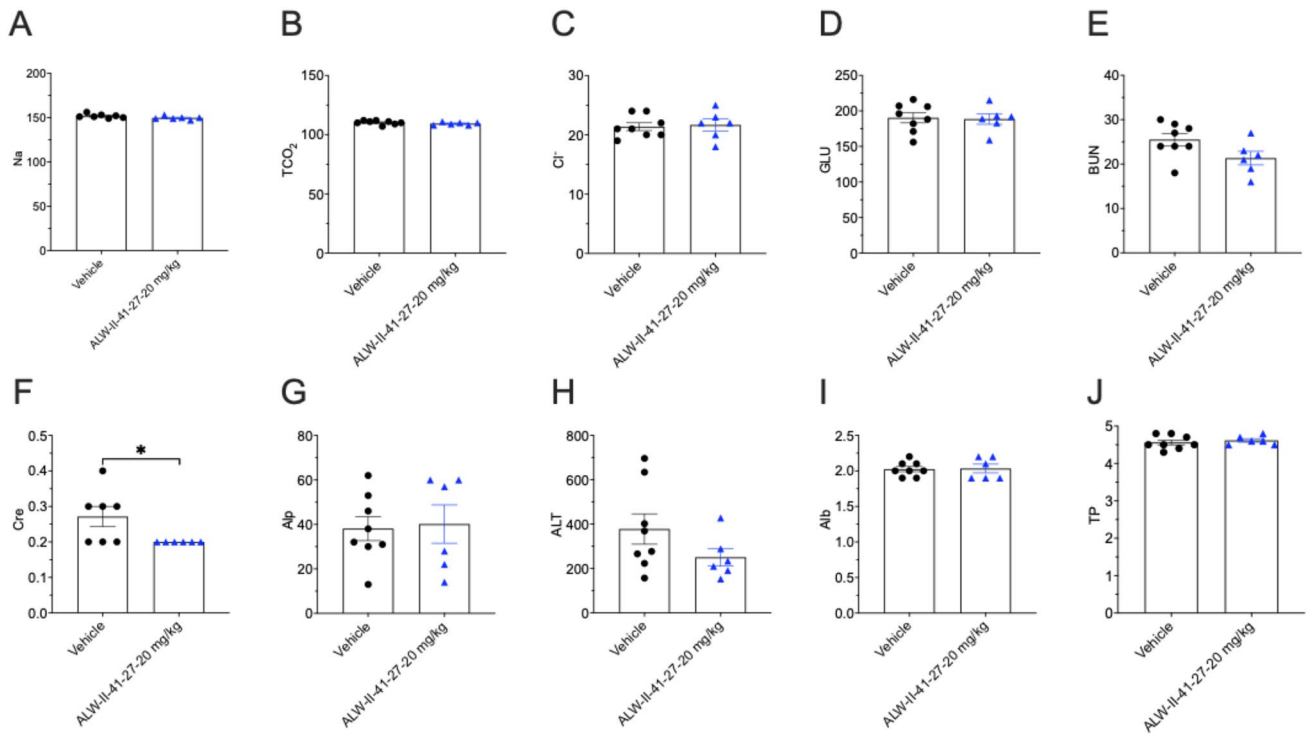 A
B
C
D
E
Na
200
150
100
50
0
Vehicle
ALW-II-41-27-20 mg/kg
TCO2
150
100
50
0
Vehicle
ALW-II-41-27-20 mg/kg
Cl-
30
20
10
0
Vehicle
ALW-II-41-27-20 mg/kg
GLU
250
200
150
100
50
0
Vehicle
ALW-II-41-27-20 mg/kg
BUN
40
30
20
10
0
Vehicle
ALW-II-41-27-20 mg/kg
F
G
H
I
J
Cre
0.5
0.4
0.3
0.2
0.1
0.0
*
Vehicle
ALW-II-41-27-20 mg/kg
Alp
80
60
40
20
0
Vehicle
ALW-II-41-27-20 mg/kg
ALT
800
600
400
200
0
Vehicle
ALW-II-41-27-20 mg/kg
Alb
2.5
2.0
1.5
1.0
0.5
0.0
Vehicle
ALW-II-41-27-20 mg/kg
TP
5
4
3
2
1
0
Vehicle
ALW-II-41-27-20 mg/kg